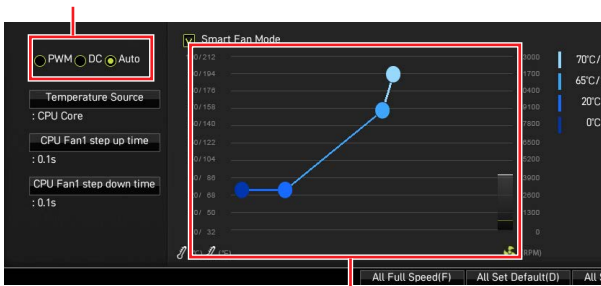 PWM DC Auto
Smart Fan Mode
Temperature Source
: CPU Core
CPU Fan1 step up time
: 0.1s
CPU Fan1 step down time
: 0.1s
0/212
0/194
0/176
0/158
0/140
0/122
0/104
0/ 86
0/ 68
0/ 50
0/ 32
(°F)
3000
1700
0400
9100
7800
6500
5200
3900
2600
1300
0
(RPM)
70°C/
65°C/
20°C
0°C
All Full Speed(F)
All Set Default(D)
All S